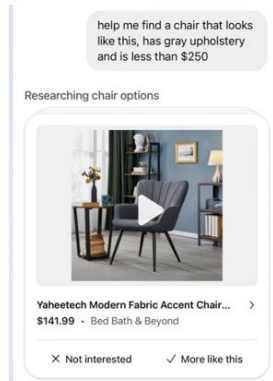 help me find a chair that looks
like this, has gray upholstery
and is less than $250
Researching chair options
Yaheetech Modern Fabric Accent Chair...
$141.99 • Bed Bath & Beyond
Not interested
More like this